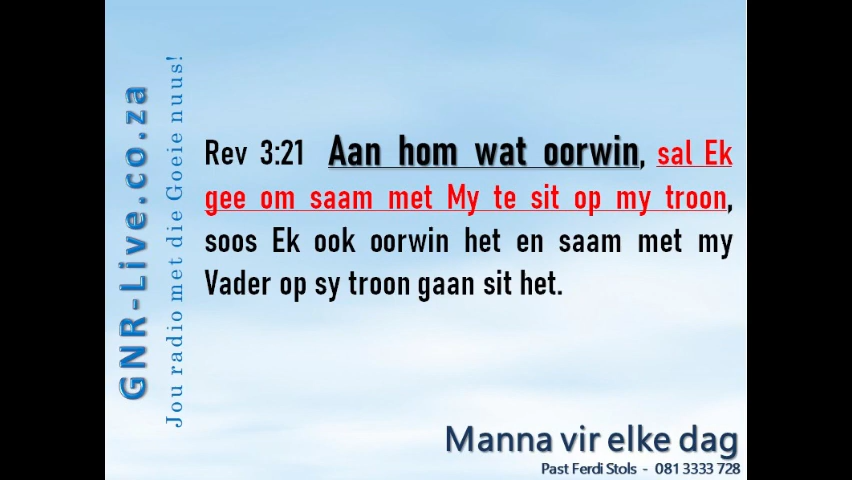 GNR-Live.co.za
Jou radio met die Goeie nuus!
Rev 3:21 Aan hom wat oorwin, sal Ek
gee om saam met My te sit op my troon,
soos Ek ook oorwin het en saam met my
Vader op sy troon gaan sit het.
Manna vir elke dag
Past Ferdi Stols - 081 3333 728